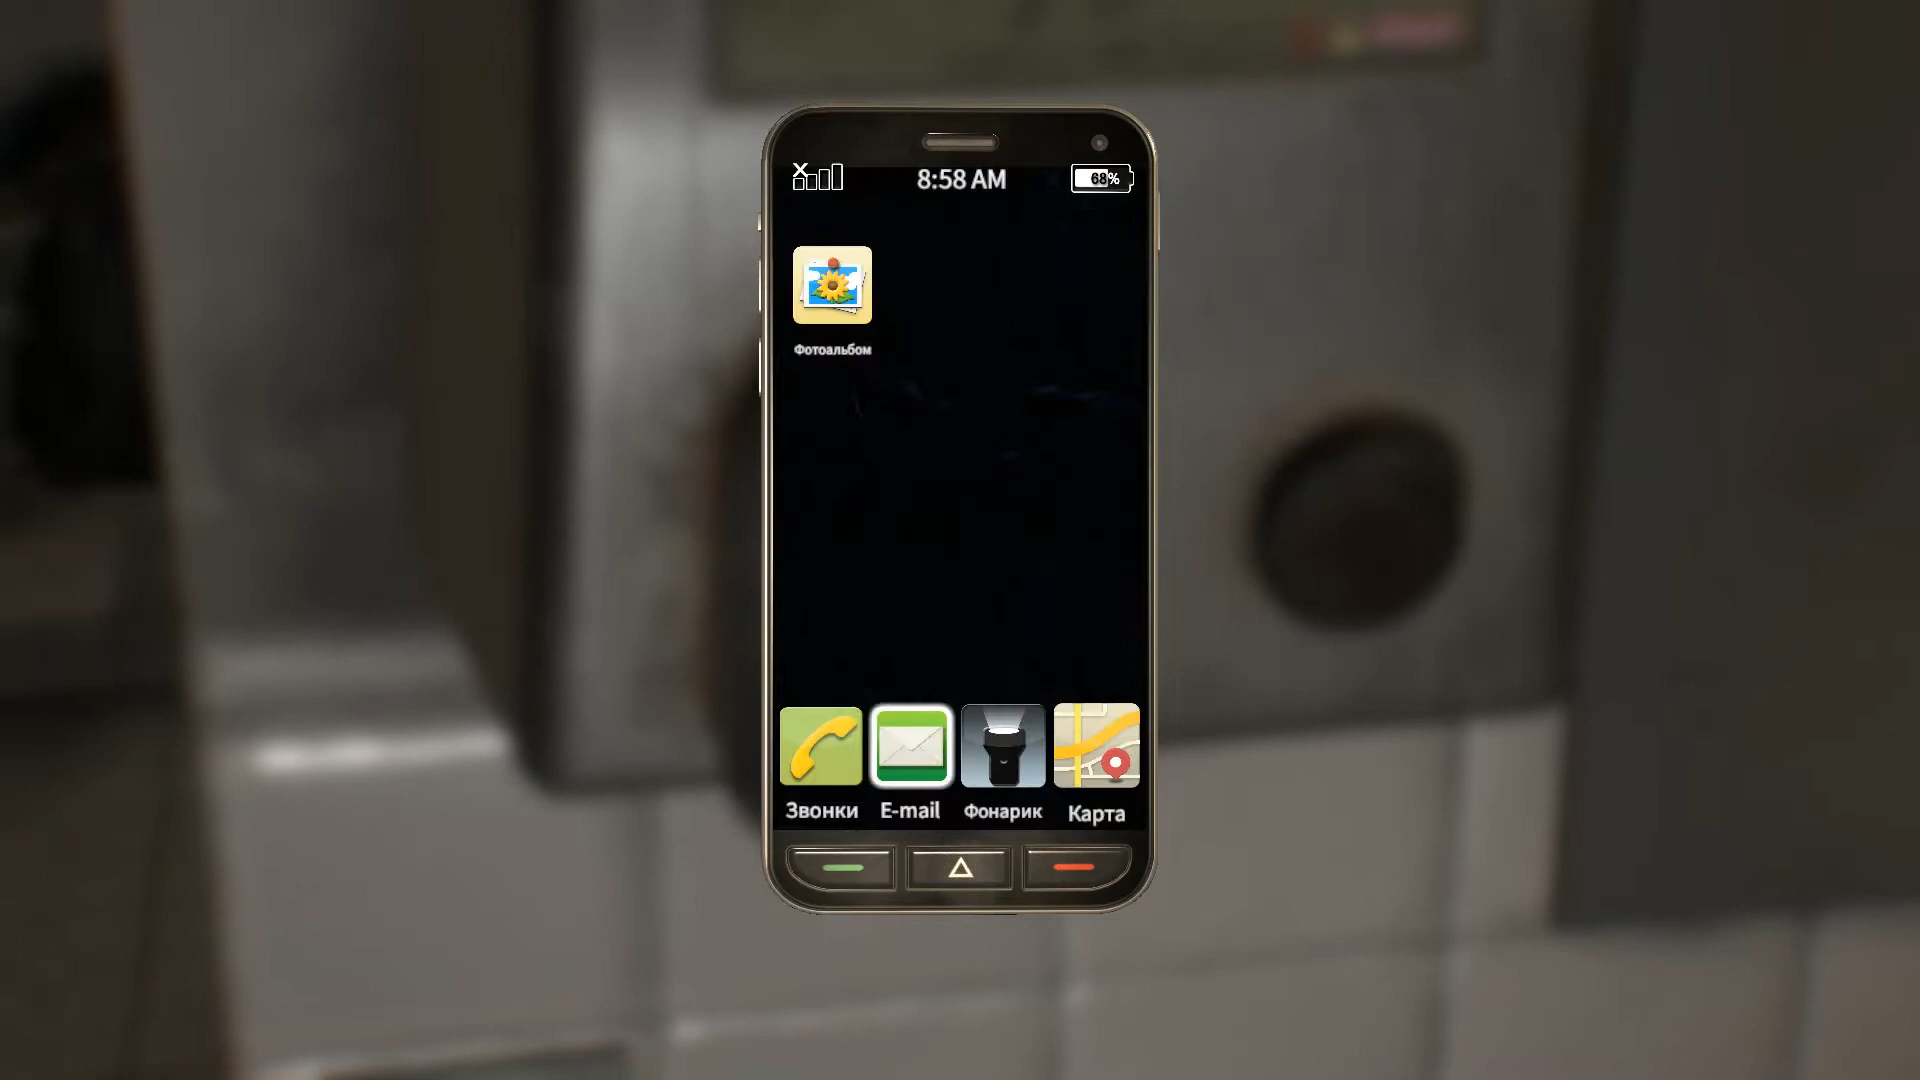 8:58 AM
68%
Фотоальбом
Звонки
E-mail
Фонарик
Карта